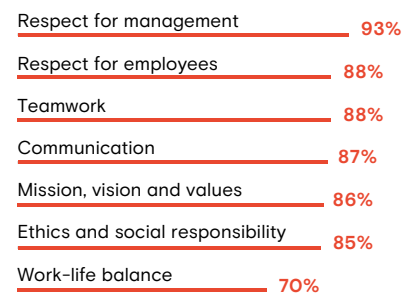 Respect for management
93%
Respect for employees
88%
Teamwork
88%
Communication
87%
Mission, vision and values
86%
Ethics and social responsibility
85%
Work-life balance
70%